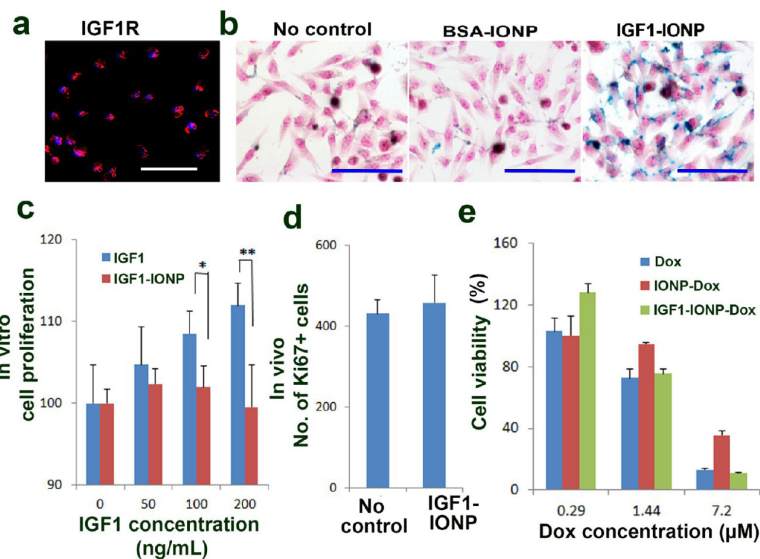 a
IGF1R
b
No control
BSA-IONP
IGF1-IONP
c
In vitro
cell proliferation
120
110
100
90
IGF1
IGF1-IONP
*
**
0
50
100
200
IGF1 concentration
(ng/mL)
d
In vivo
No. of Ki67+ cells
600
400
200
0
No
control
IGF1-
IONP
e
Cell viability (%)
160
120
80
40
0
Dox
IONP-Dox
IGF1-IONP-Dox
0.29
1.44
7.2
Dox concentration (μM)